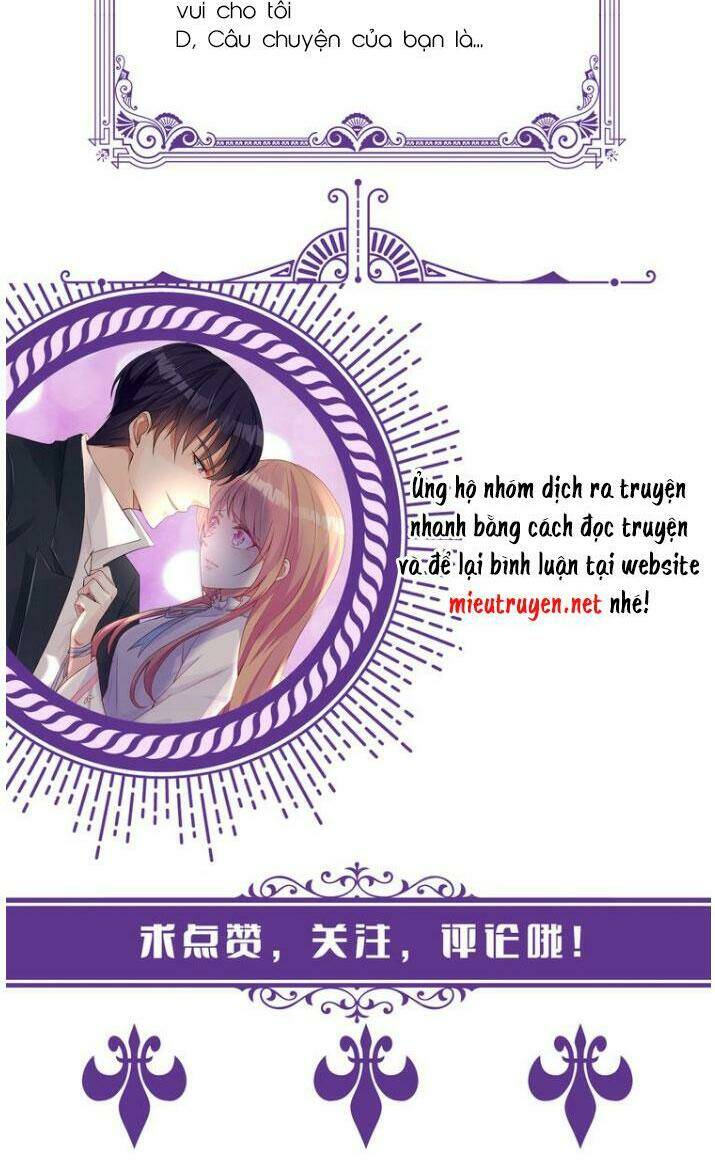 vui cho tôi
D, Câu chuyện của bạn là...
Ủng hộ nhóm dịch ra truyện
nhanh bằng cách đọc truyện
và để lại bình luận tại website
mieutruyen.net nhé!
求点赞，关注，评论哦！